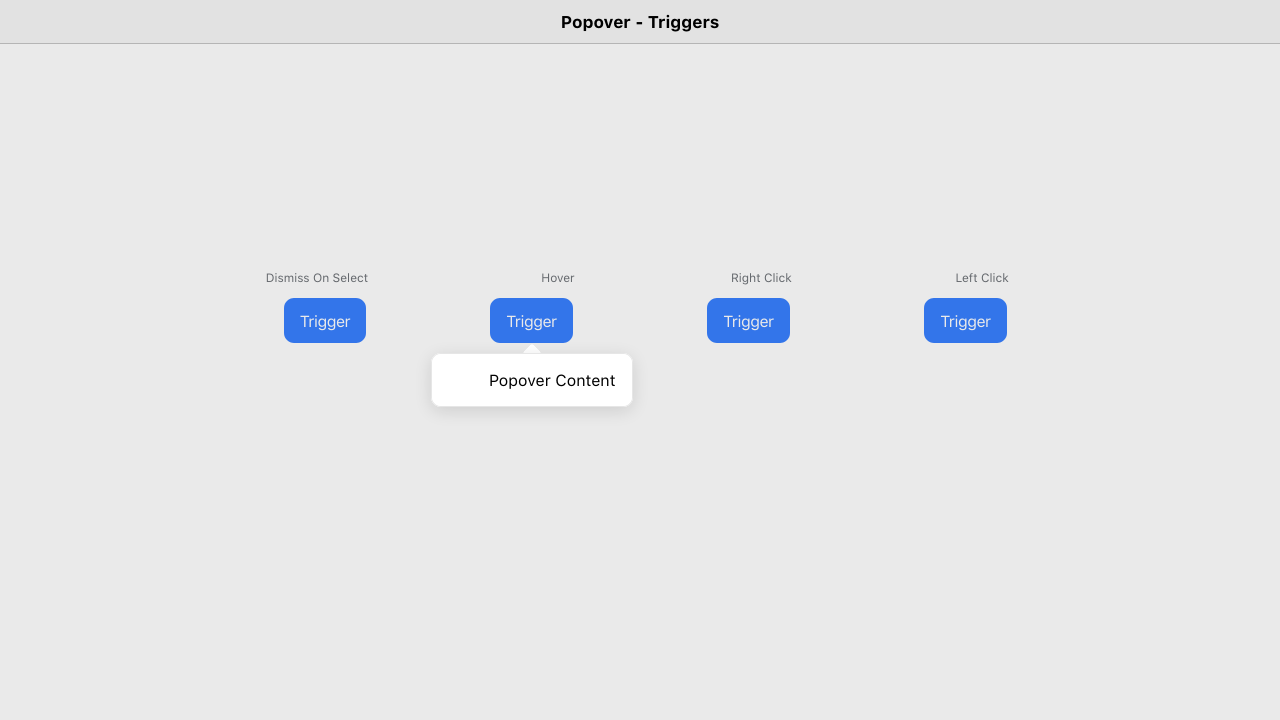 Popover - Triggers
Dismiss On Select
Hover
Right Click
Left Click
Trigger
Trigger
Trigger
Trigger
Popover Content